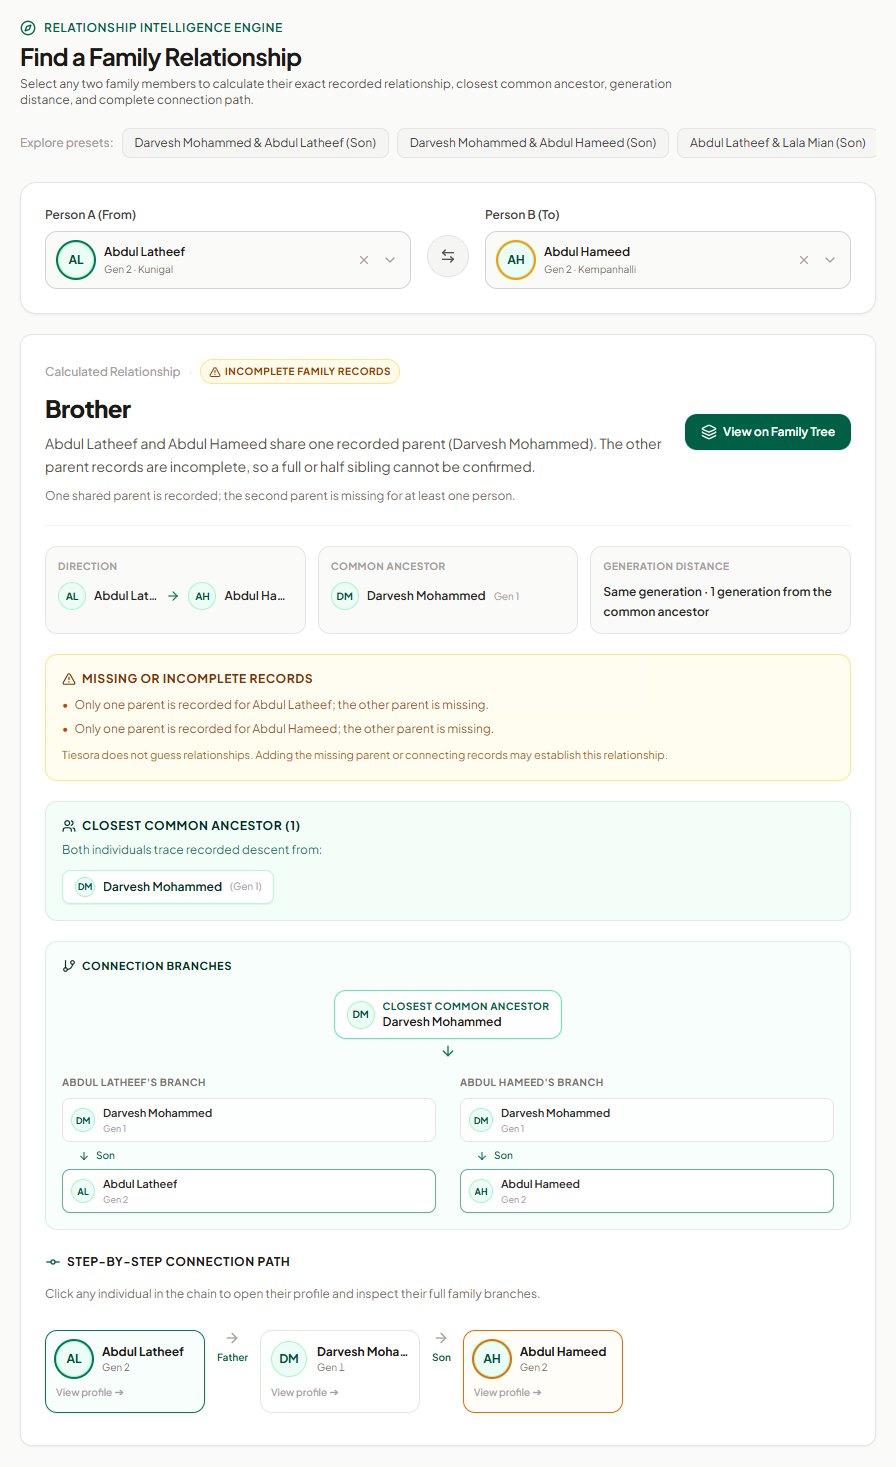 RELATIONSHIP INTELLIGENCE ENGINE
Find a Family Relationship
Select any two family members to calculate their exact recorded relationship, closest common ancestor, generation
distance, and complete connection path.
Explore presets: Darvesh Mohammed & Abdul Latheef (Son) Darvesh Mohammed & Abdul Hameed (Son) Abdul Latheef & Lala Mian (Son)
Person A (From)
AL Abdul Latheef
Gen 2 · Kunigal
Person B (To)
AH Abdul Hameed
Gen 2 · Kempanhalli
Calculated Relationship · INCOMPLETE FAMILY RECORDS
Brother
Abdul Latheef and Abdul Hameed share one recorded parent (Darvesh Mohammed). The other
parent records are incomplete, so a full or half sibling cannot be confirmed.
One shared parent is recorded; the second parent is missing for at least one person.
View on Family Tree
DIRECTION
AL Abdul Lat... → AH Abdul Ha...
COMMON ANCESTOR
DM Darvesh Mohammed Gen 1
GENERATION DISTANCE
Same generation · 1 generation from the
common ancestor
MISSING OR INCOMPLETE RECORDS
• Only one parent is recorded for Abdul Latheef; the other parent is missing.
• Only one parent is recorded for Abdul Hameed; the other parent is missing.
Tiesora does not guess relationships. Adding the missing parent or connecting records may establish this relationship.
CLOSEST COMMON ANCESTOR (1)
Both individuals trace recorded descent from:
DM Darvesh Mohammed (Gen 1)
CONNECTION BRANCHES
DM CLOSEST COMMON ANCESTOR
Darvesh Mohammed
↓
ABDUL LATHEEF'S BRANCH
DM Darvesh Mohammed
Gen 1
↓ Son
AL Abdul Latheef
Gen 2
ABDUL HAMEED'S BRANCH
DM Darvesh Mohammed
Gen 1
↓ Son
AH Abdul Hameed
Gen 2
STEP-BY-STEP CONNECTION PATH
Click any individual in the chain to open their profile and inspect their full family branches.
AL Abdul Latheef
Gen 2
View profile →
→
Father
DM Darvesh Moha...
Gen 1
View profile →
→
Son
AH Abdul Hameed
Gen 2
View profile →